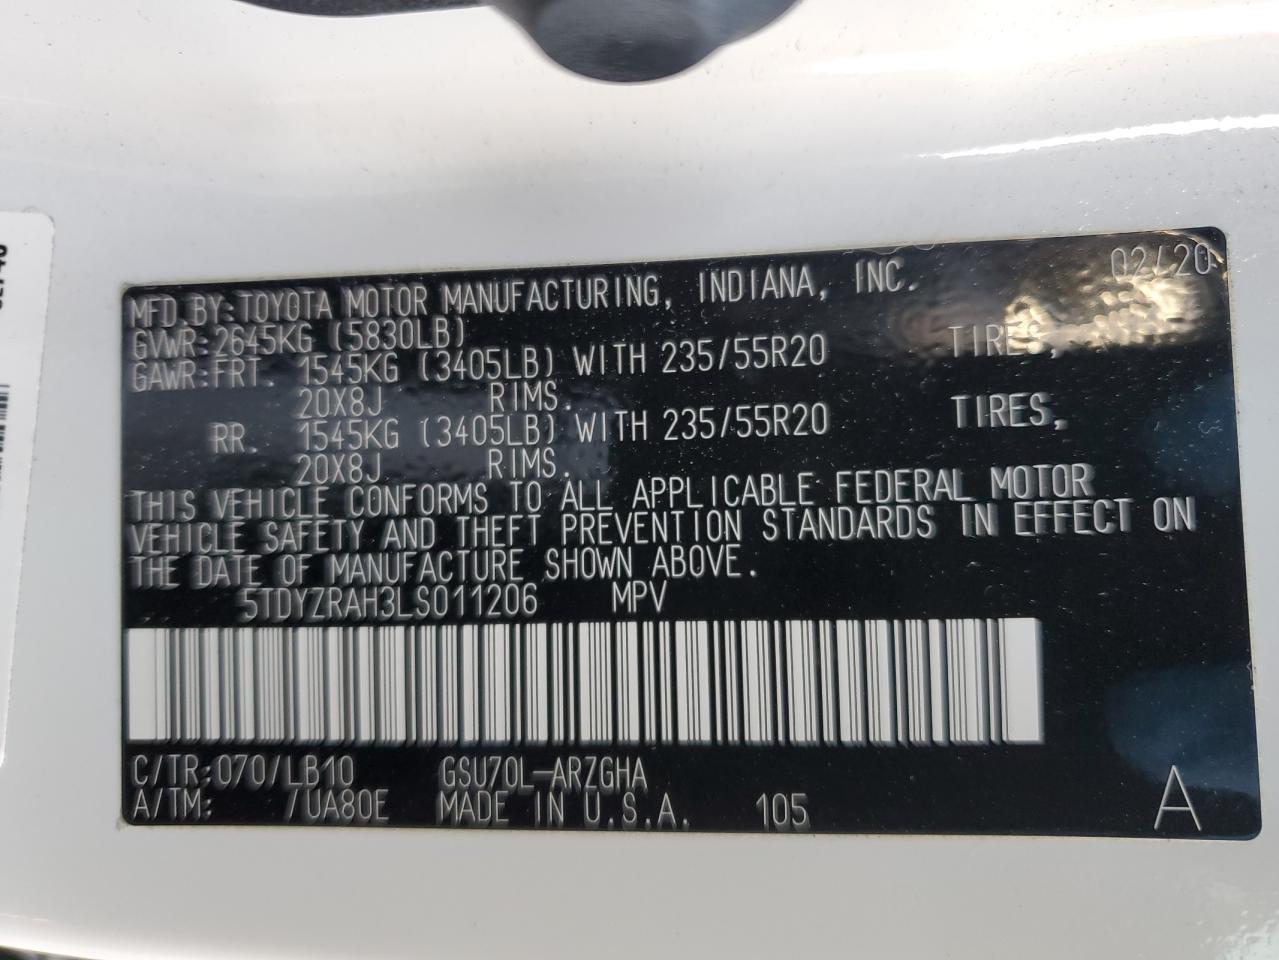 02/20
MFD BY:TOYOTA MOTOR MANUFACTURING, INDIANA, INC.
GVWR:2645KG (5830LB)
GAWR:FRT. 1545KG (3405LB) WITH 235/55R20 TIRES,
20X8J RIMS.
RR. 1545KG (3405LB) WITH 235/55R20 TIRES,
20X8J RIMS.
THIS VEHICLE CONFORMS TO ALL APPLICABLE FEDERAL MOTOR
VEHICLE SAFETY AND THEFT PREVENTION STANDARDS IN EFFECT ON
THE DATE OF MANUFACTURE SHOWN ABOVE.
5TDYZRAH3LS011206 MPV
C/TR:070/LB10 GSU70L-ARZGHA
A/TM: /UA80E MADE IN U.S.A. 105 A